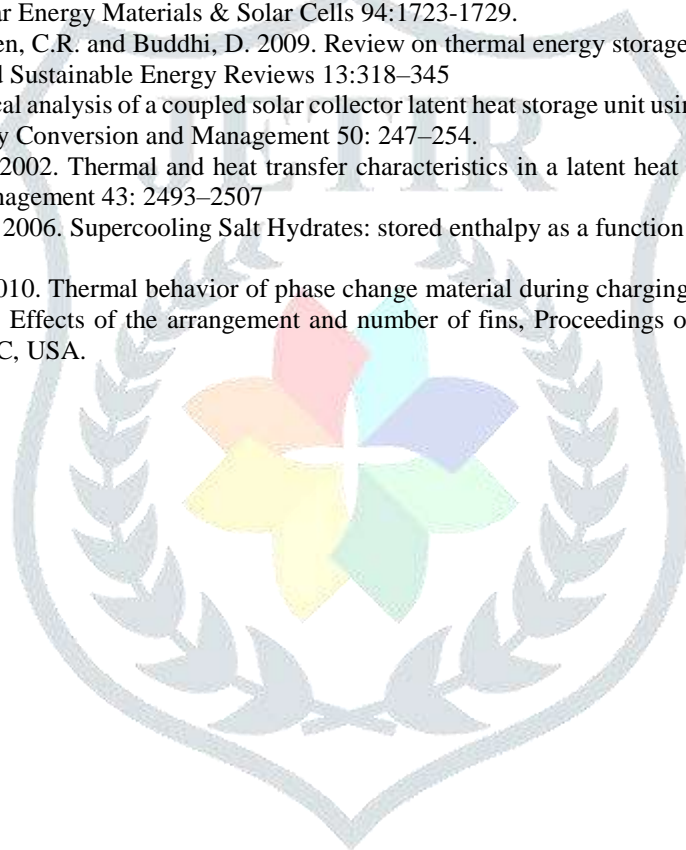 ar Energy Materials & Solar Cells 94:1723-1729.
en, C.R. and Buddhi, D. 2009. Review on thermal energy storage
d Sustainable Energy Reviews 13:318–345
cal analysis of a coupled solar collector latent heat storage unit usin
y Conversion and Management 50: 247–254.
2002. Thermal and heat transfer characteristics in a latent heat
nagement 43: 2493–2507
2006. Supercooling Salt Hydrates: stored enthalpy as a function
010. Thermal behavior of phase change material during charging
Effects of the arrangement and number of fins, Proceedings o
C, USA.
JETIR